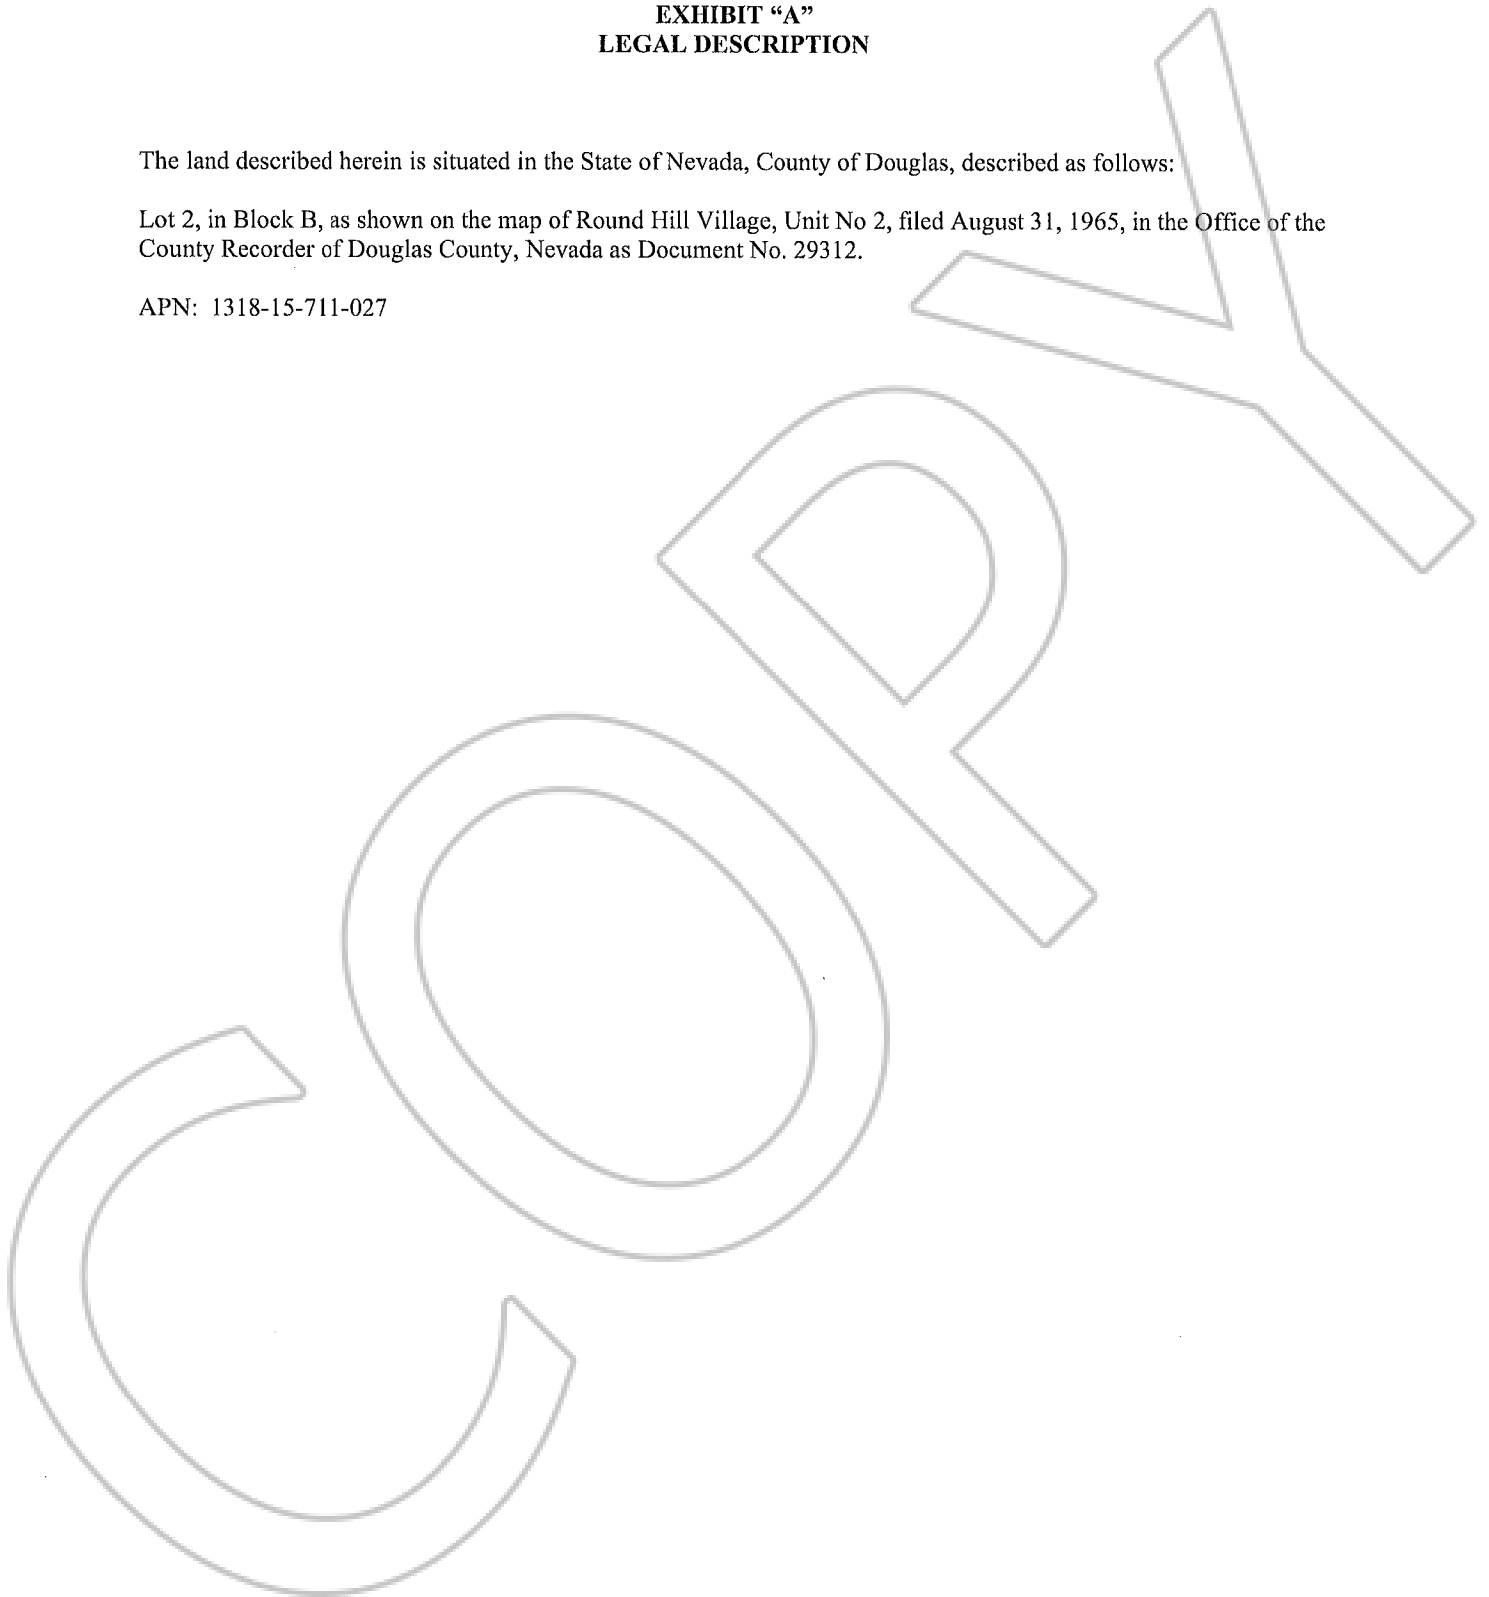 EXHIBIT “A”
LEGAL DESCRIPTION
The land described herein is situated in the State of Nevada, County of Douglas, described as follows:
Lot 2, in Block B, as shown on the map of Round Hill Village, Unit No 2, filed August 31, 1965, in the Office of the
County Recorder of Douglas County, Nevada as Document No. 29312.
APN: 1318-15-711-027
COPY